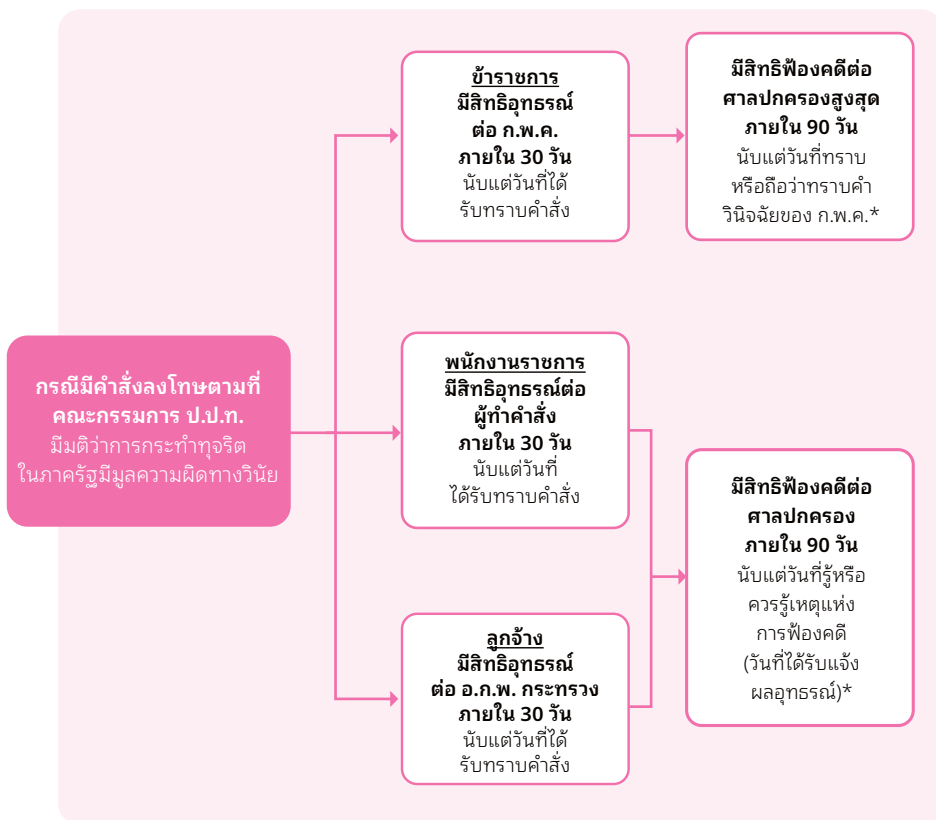 กรณีมีคำสั่งลงโทษตามที่
คณะกรรมการ ป.ป.ท.
มีมติว่าการกระทำทุจริต
ในภาครัฐมีมูลความผิดทางวินัย
ข้าราชการ
มีสิทธิอุทธรณ์
ต่อ ก.พ.ค.
ภายใน 30 วัน
นับแต่วันที่ได้
รับทราบคำสั่ง
มีสิทธิฟ้องคดีต่อ
ศาลปกครองสูงสุด
ภายใน 90 วัน
นับแต่วันที่ทราบ
หรือถือว่าทราบคำ
วินิจฉัยของ ก.พ.ค.*
พนักงานราชการ
มีสิทธิอุทธรณ์ต่อ
ผู้ทำคำสั่ง
ภายใน 30 วัน
นับแต่วันที่
ได้รับทราบคำสั่ง
ลูกจ้าง
มีสิทธิอุทธรณ์
ต่อ อ.ก.พ. กระทรวง
ภายใน 30 วัน
นับแต่วันที่ได้
รับทราบคำสั่ง
มีสิทธิฟ้องคดีต่อ
ศาลปกครอง
ภายใน 90 วัน
นับแต่วันที่รู้หรือ
ควรรู้เหตุแห่ง
การฟ้องคดี
(วันที่ได้รับแจ้ง
ผลอุทธรณ์)*